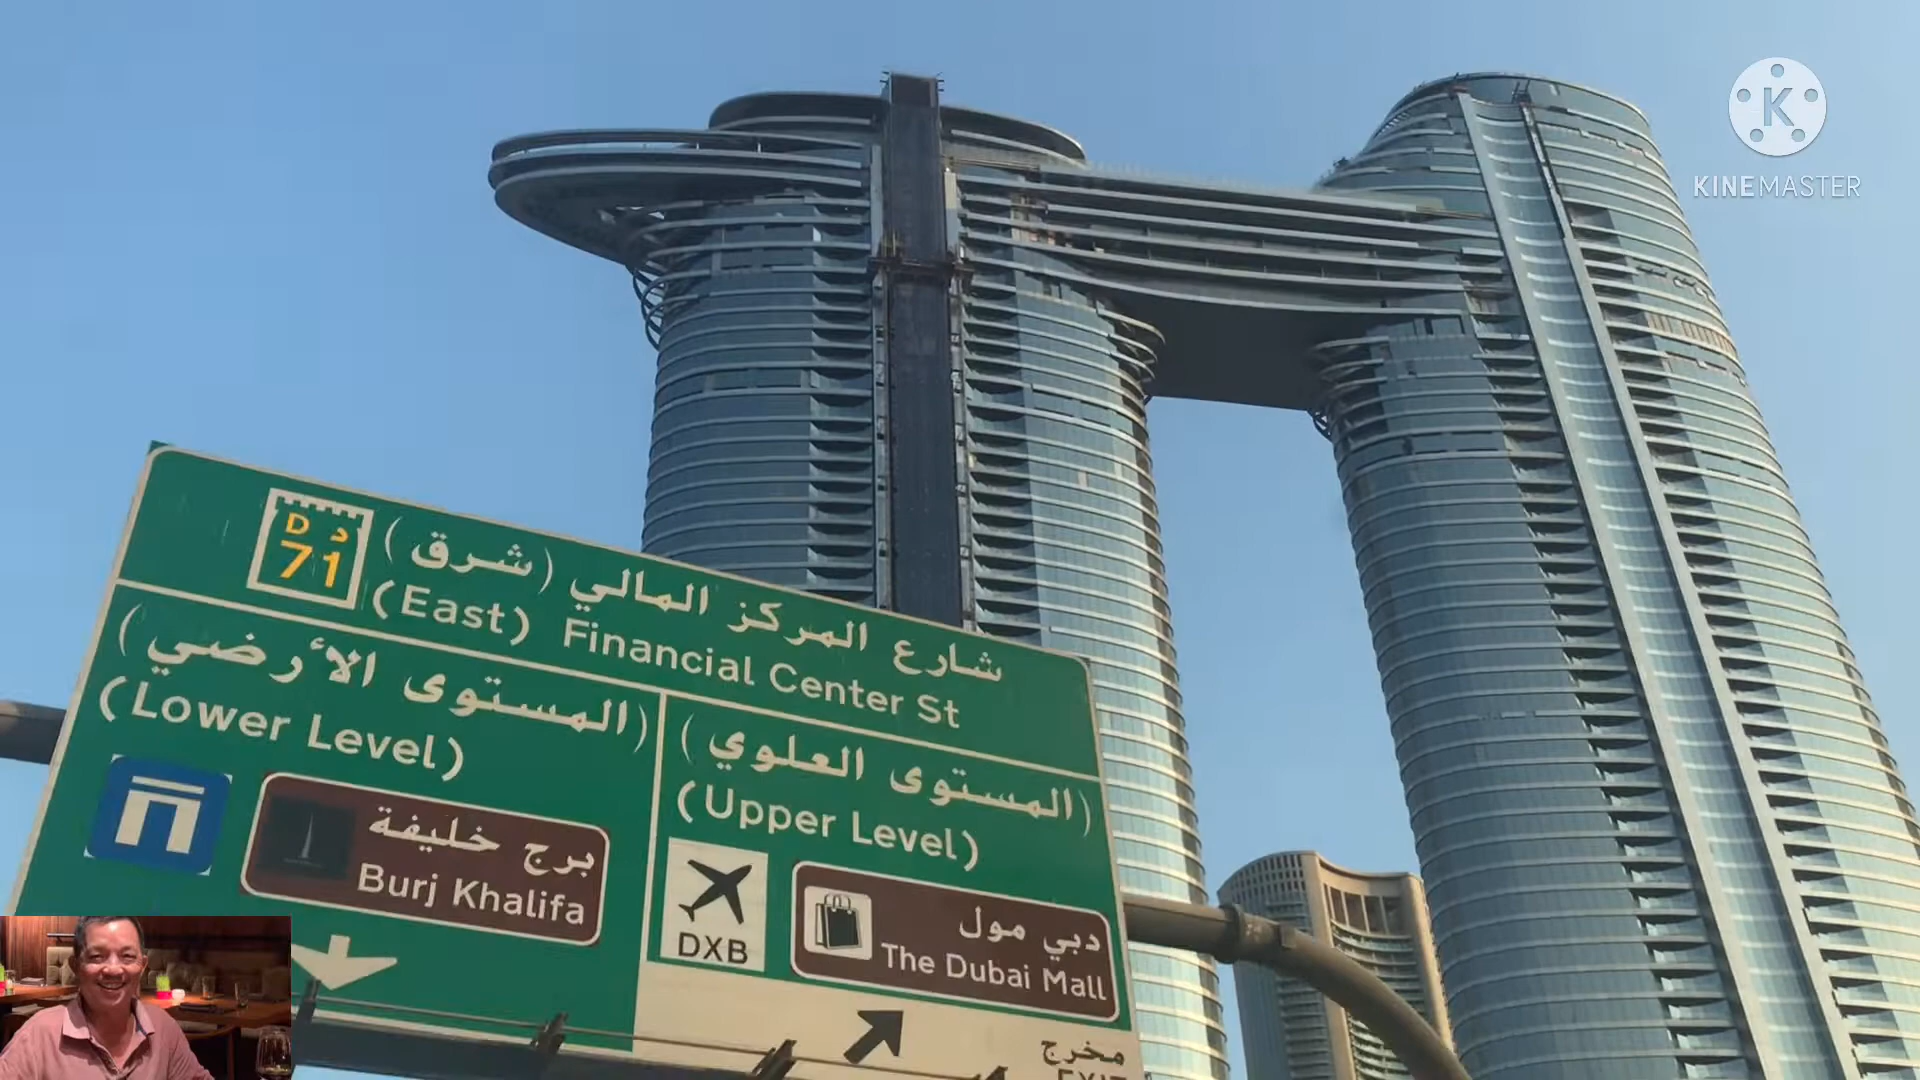 K
KINEMASTER
D د
71
شارع المركز المالي (شرق)
(East) Financial Center St
(المستوى الأرضي)
(Lower Level)
برج خليفة
Burj Khalifa
(المستوى العلوي)
(Upper Level)
DXB
دبي مول
The Dubai Mall
مخرج
EXIT